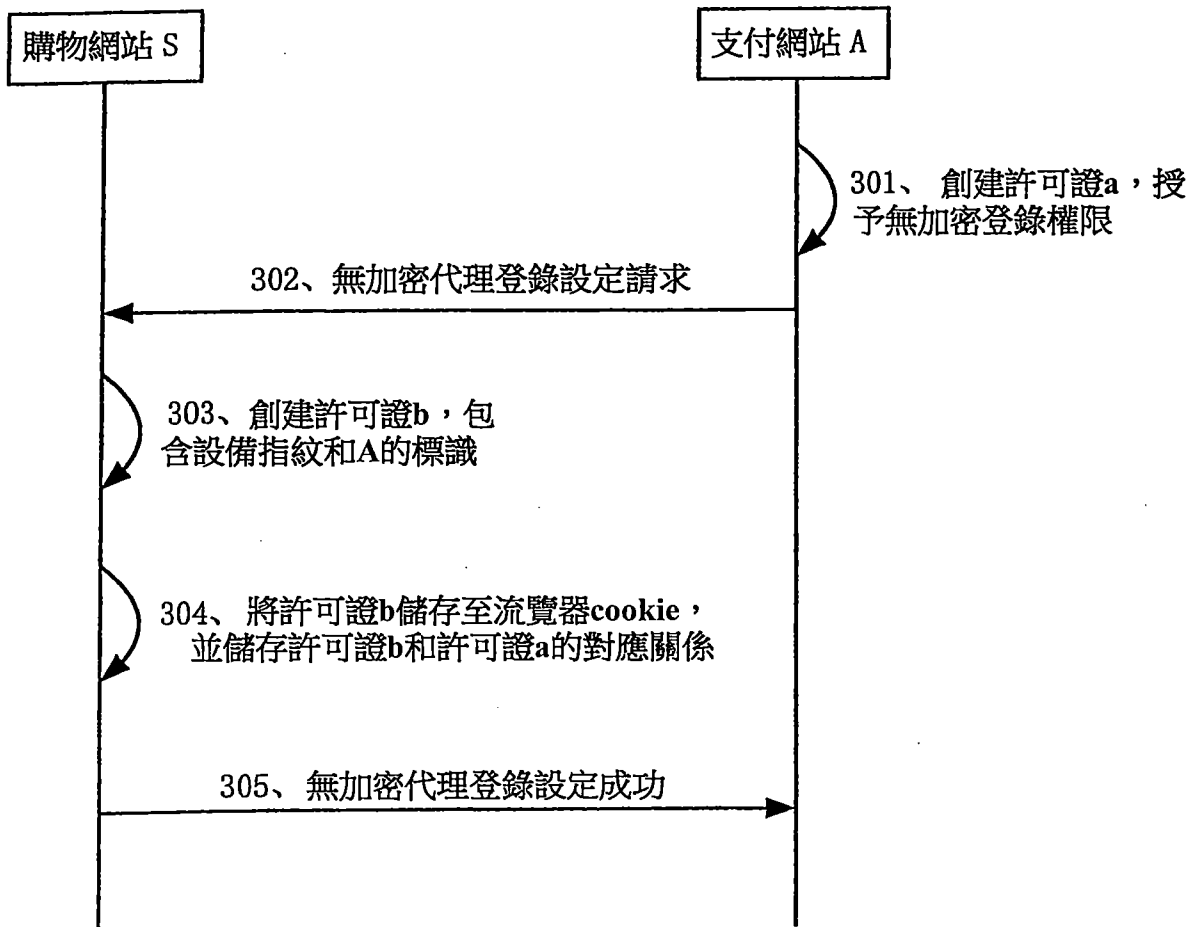 購物網站 S
支付網站 A
301、 創建許可證a，授
予無加密登錄權限
302、無加密代理登錄設定請求
303、創建許可證b，包
含設備指紋和A的標識
304、 將許可證b儲存至流覽器cookie，
並儲存許可證b和許可證a的對應關係
305、 無加密代理登錄設定成功